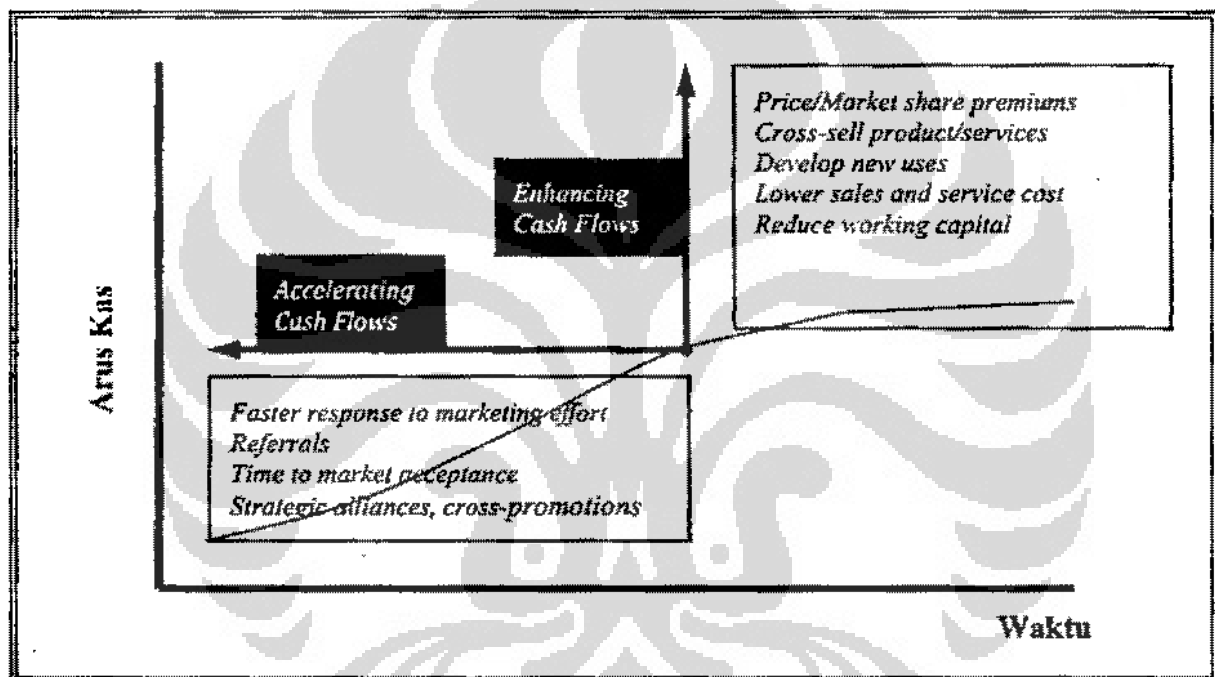 Price/Market share premiums
Cross-sell product/services
Develop new uses
Lower sales and service cost
Reduce working capital
Enhancing
Cash Flows
Accelerating
Cash Flows
Arus Kas
Faster response to marketing effort
Referrals
Time to market acceptance
Strategic alliances, cross-promotions
Waktu